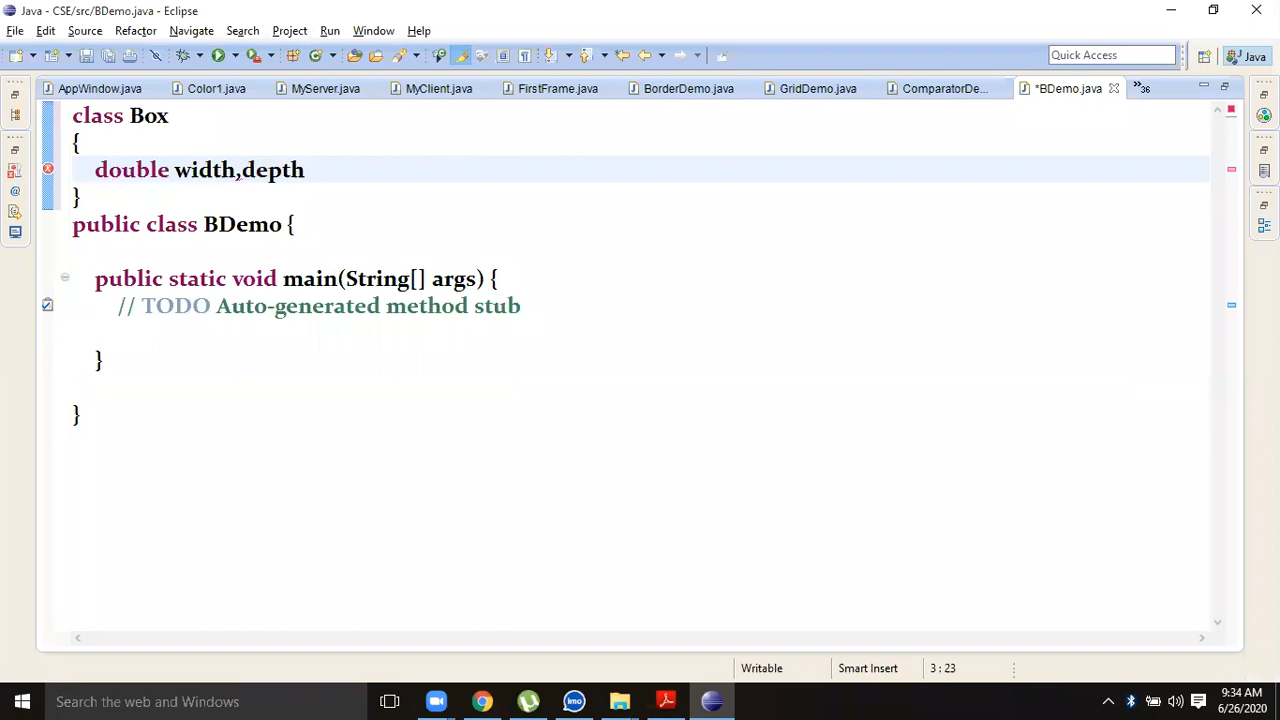 Java - CSE/src/BDemo.java - Eclipse
File Edit Source Refactor Navigate Search Project Run Window Help
Quick Access
Java
AppWindow.java Color1.java MyServer.java MyClient.java FirstFrame.java BorderDemo.java GridDemo.java ComparatorDe... *BDemo.java »36
class Box
{
double width,depth
}
public class BDemo {
public static void main(String[] args) {
// TODO Auto-generated method stub
}
}
Writable Smart Insert 3 : 23
Search the web and Windows
imo
9:34 AM
6/26/2020